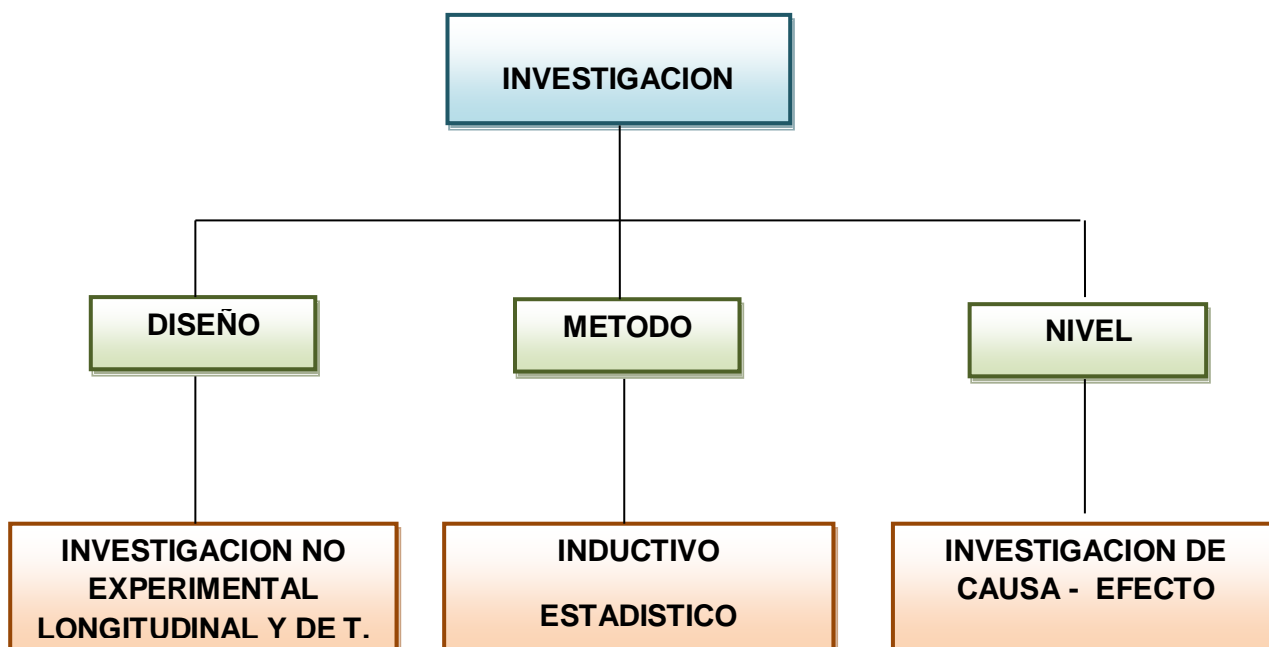 INVESTIGACION
DISEÑO
METODO
NIVEL
INVESTIGACION NO
EXPERIMENTAL
LONGITUDINAL Y DE T.
INDUCTIVO
ESTADISTICO
INVESTIGACION DE
CAUSA - EFECTO